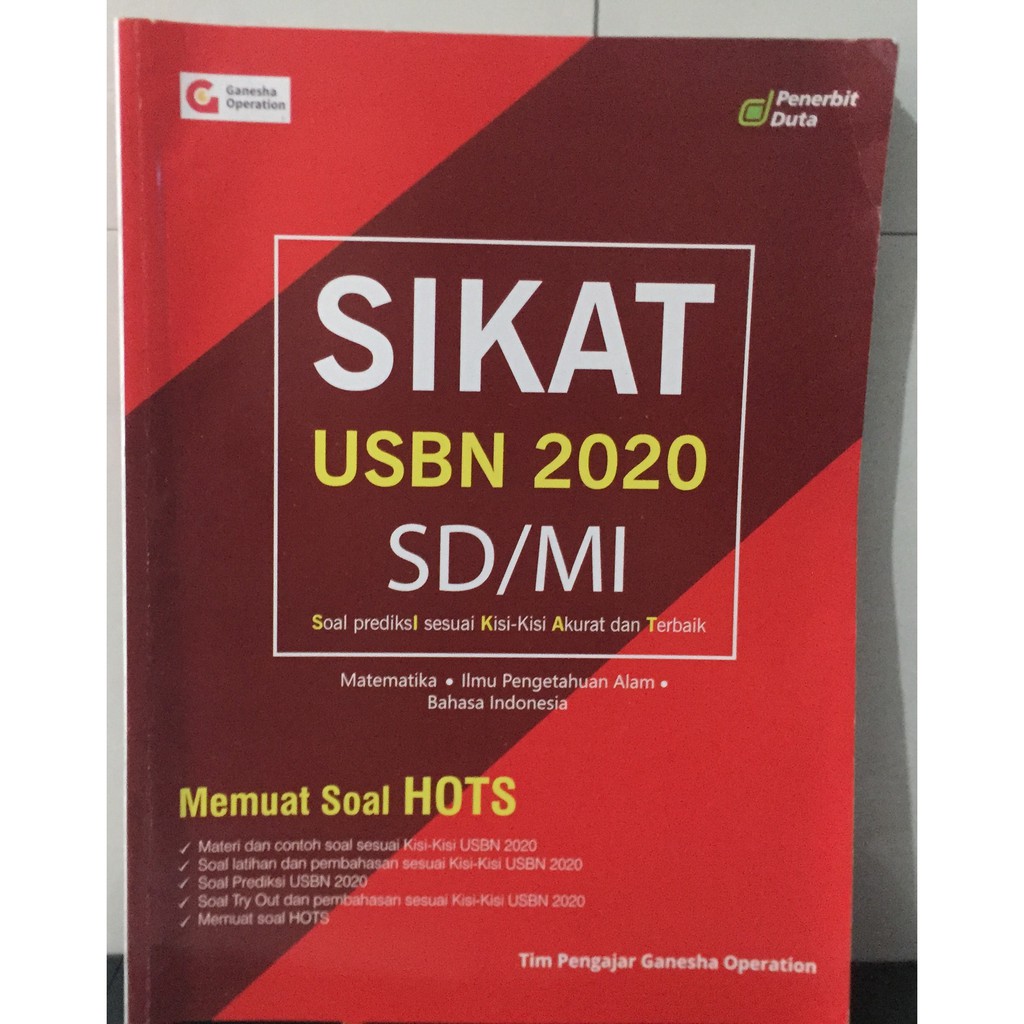 Ganesha
Operation
Penerbit
Duta
SIKAT
USBN 2020
SD/MI
Soal prediksI sesuai Kisi-Kisi Akurat dan Terbaik
Matematika • Ilmu Pengetahuan Alam •
Bahasa Indonesia
Memuat Soal HOTS
✓ Materi dan contoh soal sesuai Kisi-Kisi USBN 2020
✓ Soal latihan dan pembahasan sesuai Kisi-Kisi USBN 2020
✓ Soal Prediksi USBN 2020
✓ Soal Try Out dan pembahasan sesuai Kisi-Kisi USBN 2020
✓ Memuat soal HOTS
Tim Pengajar Ganesha Operation